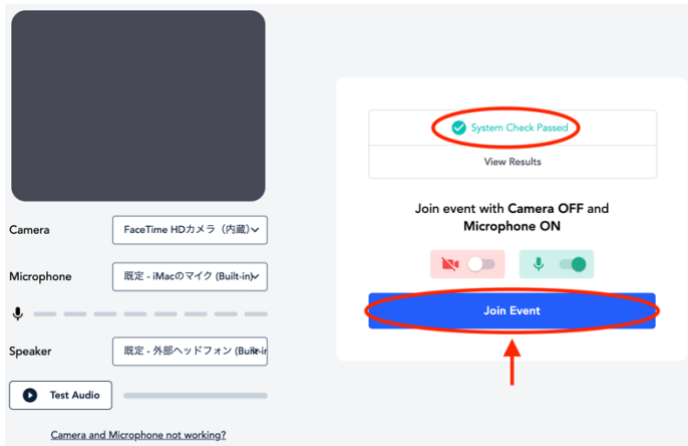 Camera
FaceTime HDカメラ（内蔵）
Microphone
既定 - iMacのマイク (Built-in)
Speaker
既定 - 外部ヘッドフォン (Built-in
Test Audio
Camera and Microphone not working?
System Check Passed
View Results
Join event with Camera OFF and
Microphone ON
Join Event